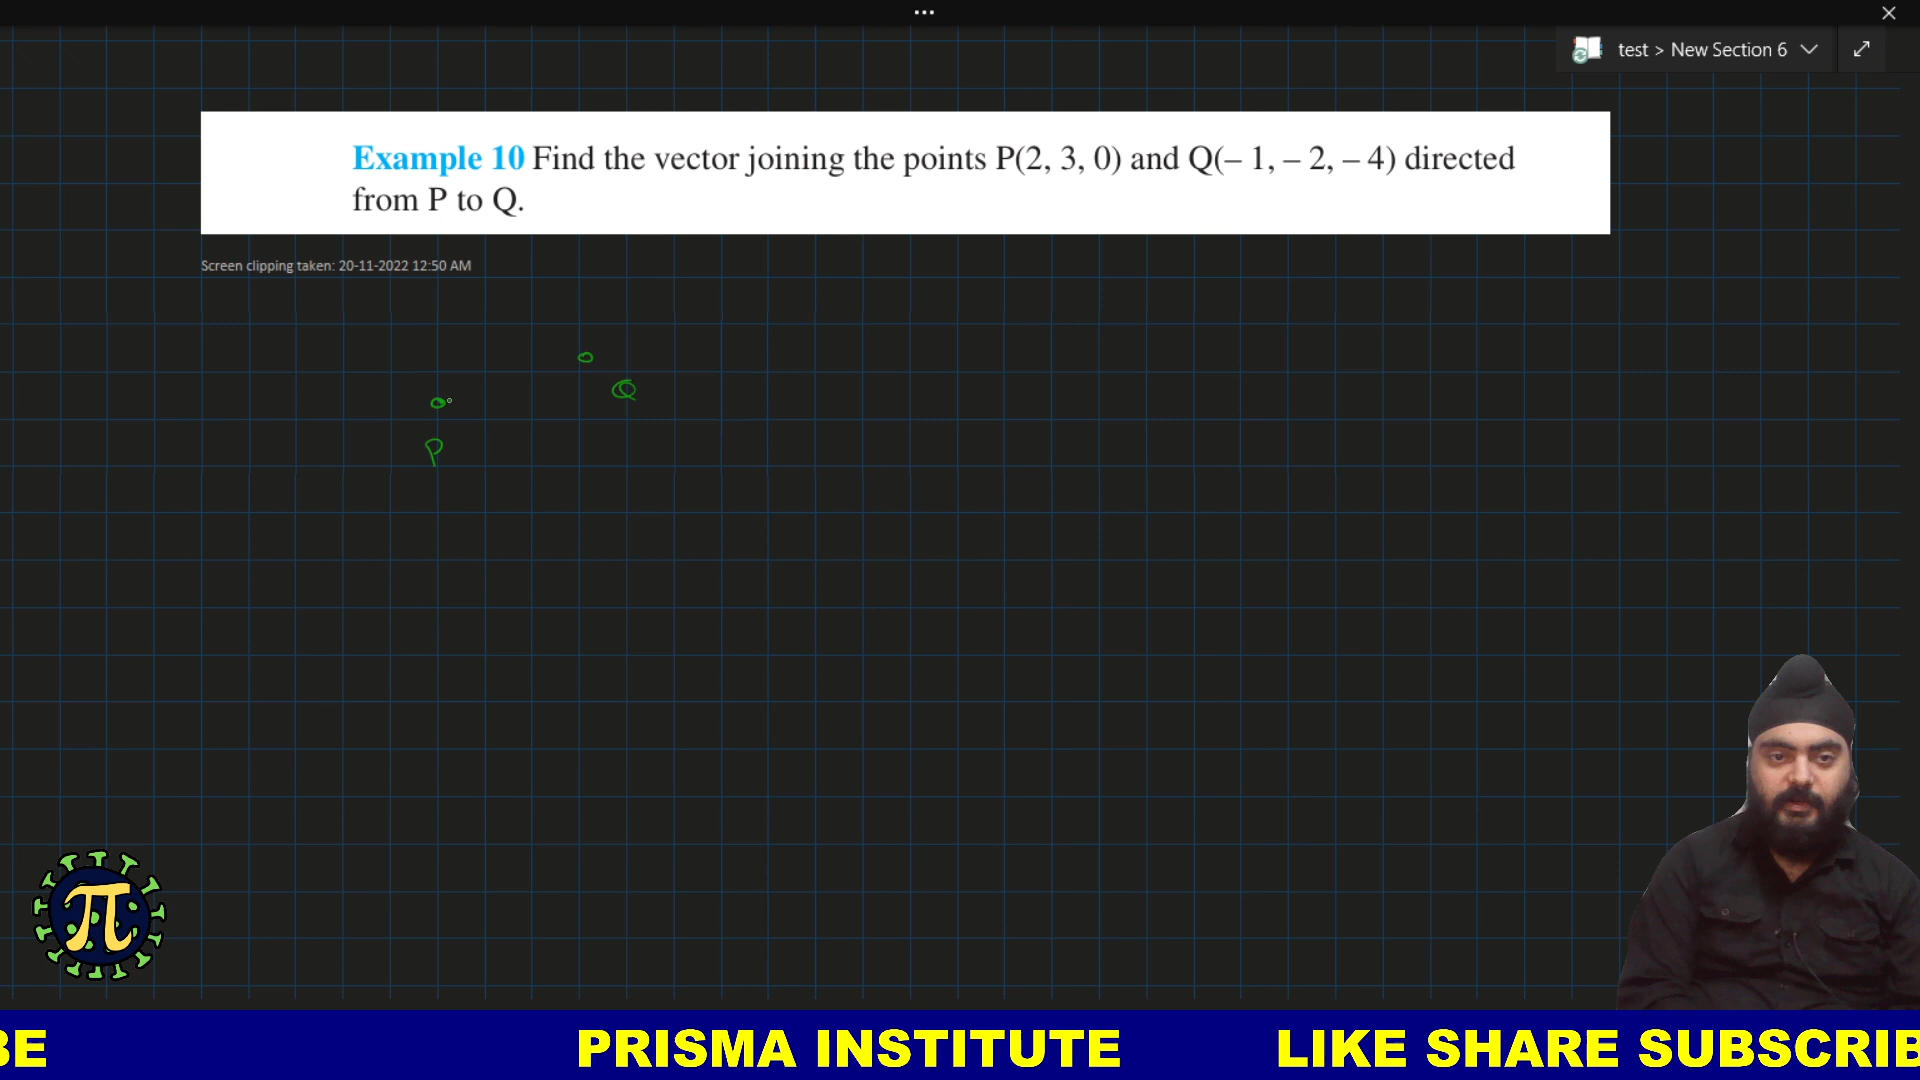 ...
test > New Section 6
Example 10 Find the vector joining the points P(2, 3, 0) and Q(– 1, – 2, – 4) directed
from P to Q.
Screen clipping taken: 20-11-2022 12:50 AM
Q
P
π
BE PRISMA INSTITUTE LIKE SHARE SUBSCRIB